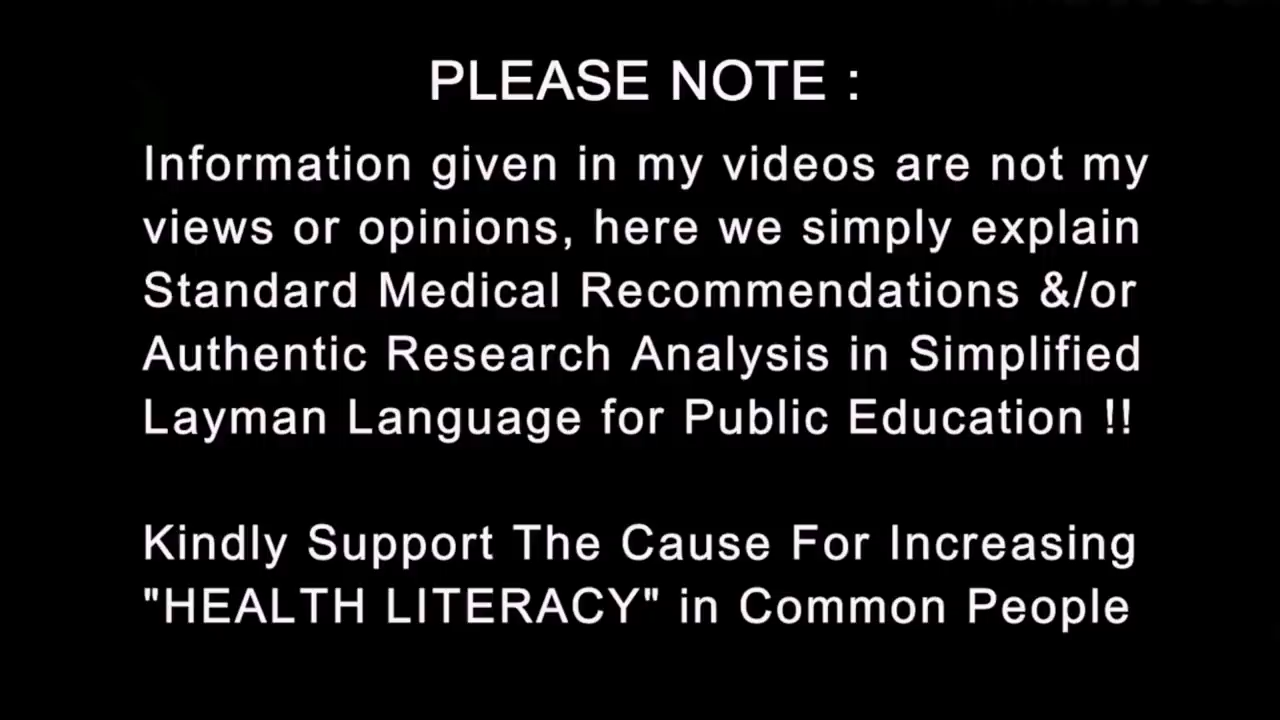 PLEASE NOTE :
Information given in my videos are not my
views or opinions, here we simply explain
Standard Medical Recommendations &/or
Authentic Research Analysis in Simplified
Layman Language for Public Education !!
Kindly Support The Cause For Increasing
"HEALTH LITERACY" in Common People